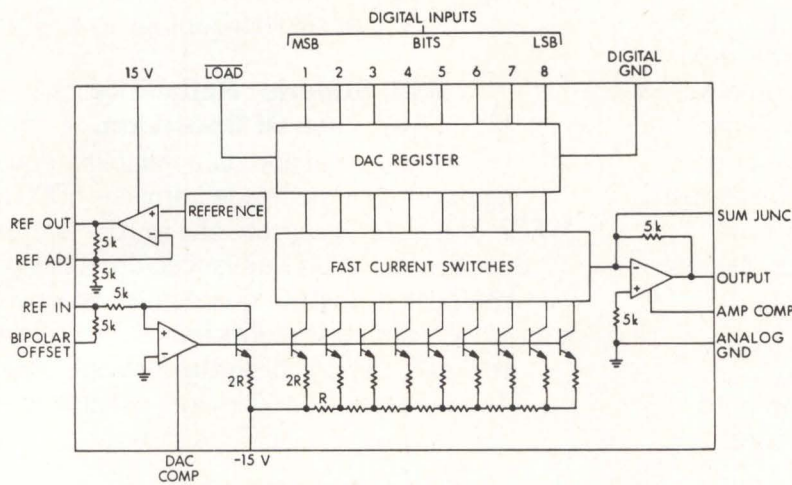 DIGITAL INPUTS
MSB BITS LSB
DIGITAL
GND
15 V
LOAD
1 2 3 4 5 6 7 8
DAC REGISTER
REF OUT
REFERENCE
5k
REF ADJ
5k
FAST CURRENT SWITCHES
SUM JUNC
5k
OUTPUT
REF IN
5k
AMP COMP
5k
BIPOLAR
OFFSET
5k
ANALOG
GND
2R
2R
R
DAC
COMP
-15 V